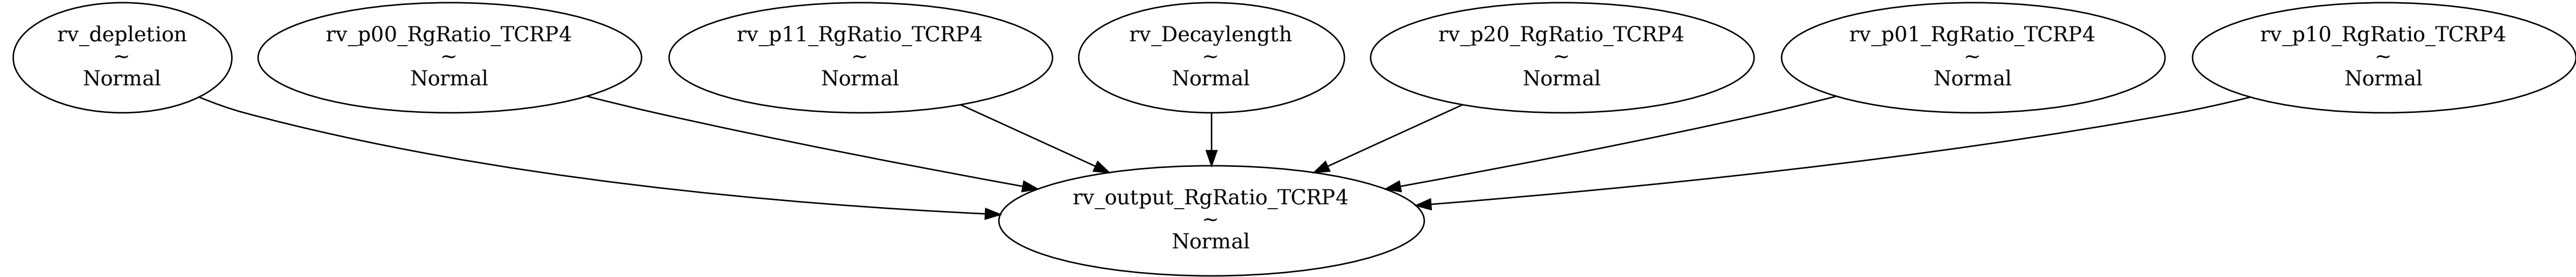 rv_depletion
~
Normal
rv_p00_RgRatio_TCRP4
~
Normal
rv_p11_RgRatio_TCRP4
~
Normal
rv_Decaylength
~
Normal
rv_p20_RgRatio_TCRP4
~
Normal
rv_p01_RgRatio_TCRP4
~
Normal
rv_p10_RgRatio_TCRP4
~
Normal
rv_output_RgRatio_TCRP4
~
Normal